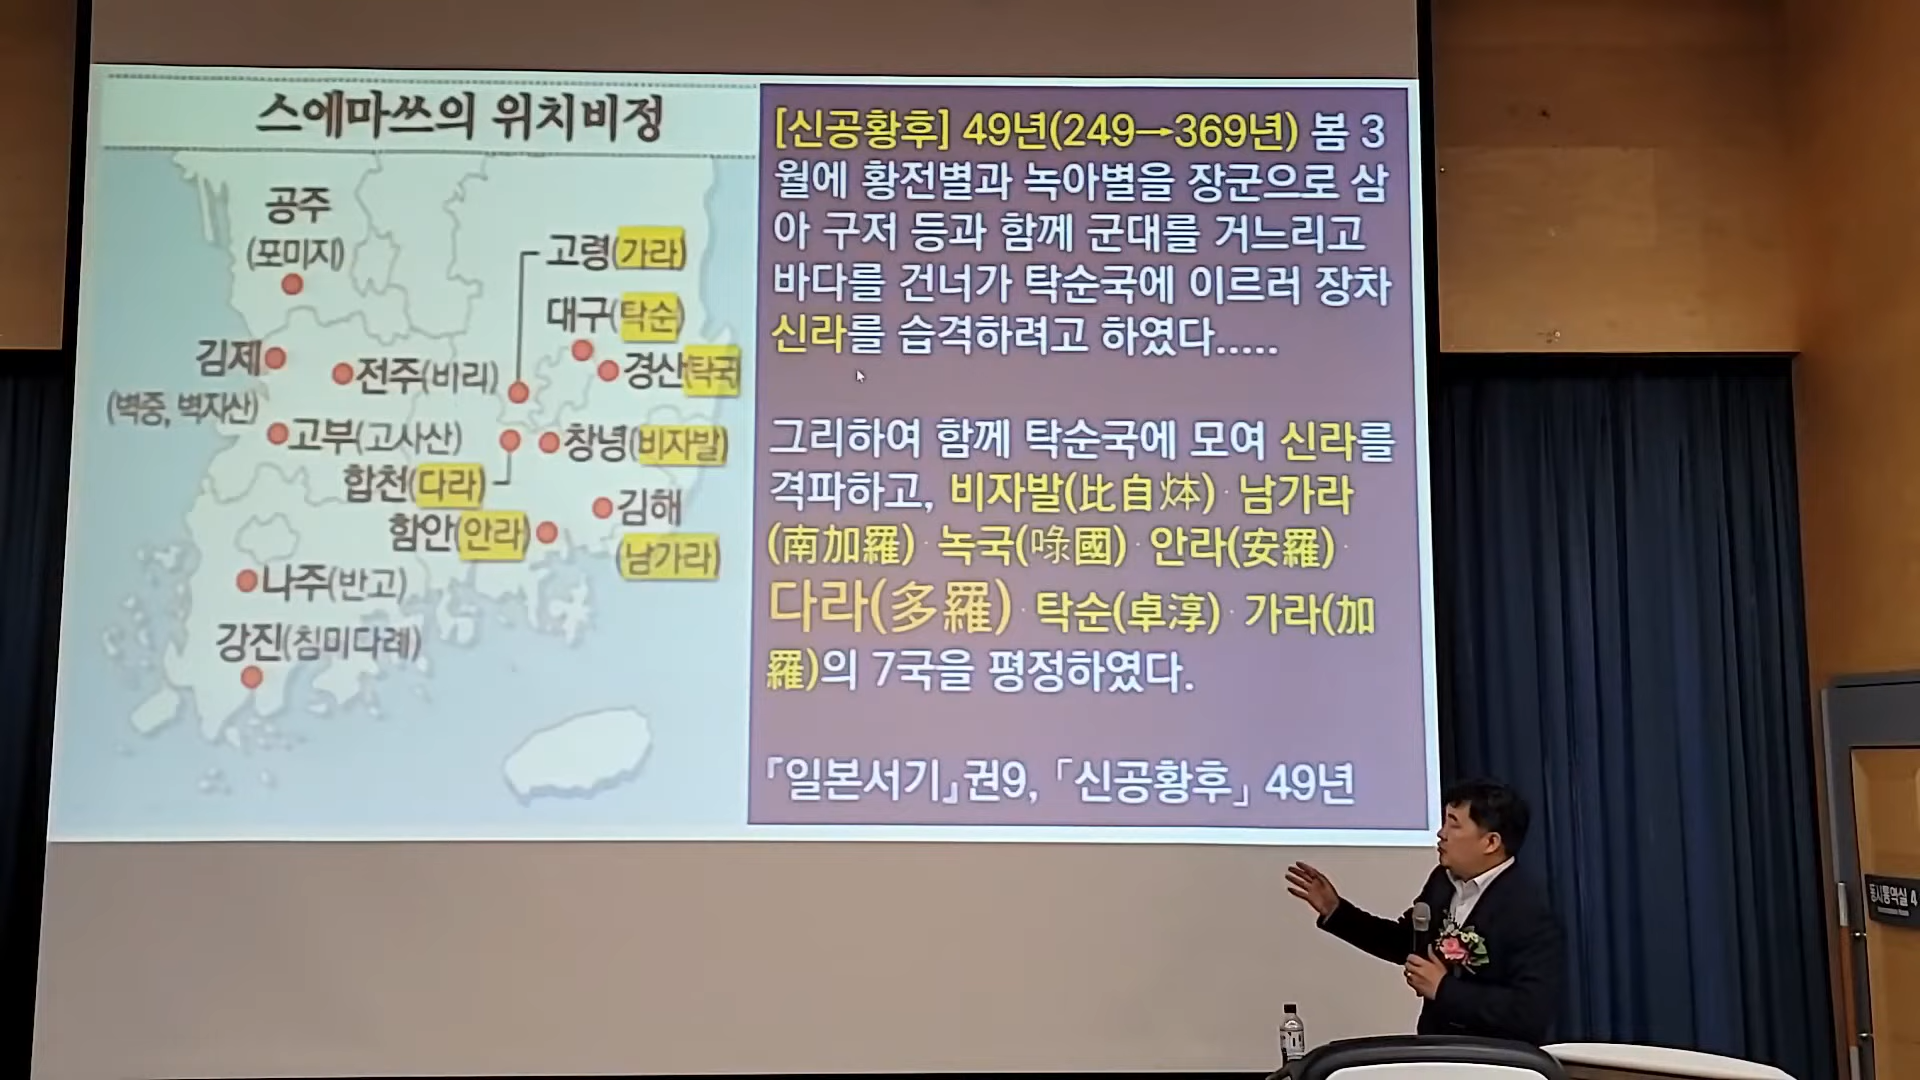 스에마쓰의 위치비정
공주
(포미지)
고령(가라)
대구(탁순)
김제
전주(비리)
경산(탁국
(벽중, 벽지산)
고부(고사산)
창녕(비자발)
합천(다라)
김해
함안(안라)
(남가라)
나주(반고)
강진(침미다례)
[신공황후] 49년(249→369년) 봄 3
월에 황전별과 녹아별을 장군으로 삼
아 구저 등과 함께 군대를 거느리고
바다를 건너가 탁순국에 이르러 장차
신라를 습격하려고 하였다.....
그리하여 함께 탁순국에 모여 신라를
격파하고, 비자발(比自㶱)·남가라
(南加羅)·녹국(㖨國)·안라(安羅)·
다라(多羅)·탁순(卓淳)·가라(加
羅)의 7국을 평정하였다.
『일본서기』권9, 「신공황후」 49년
동시통역실 4